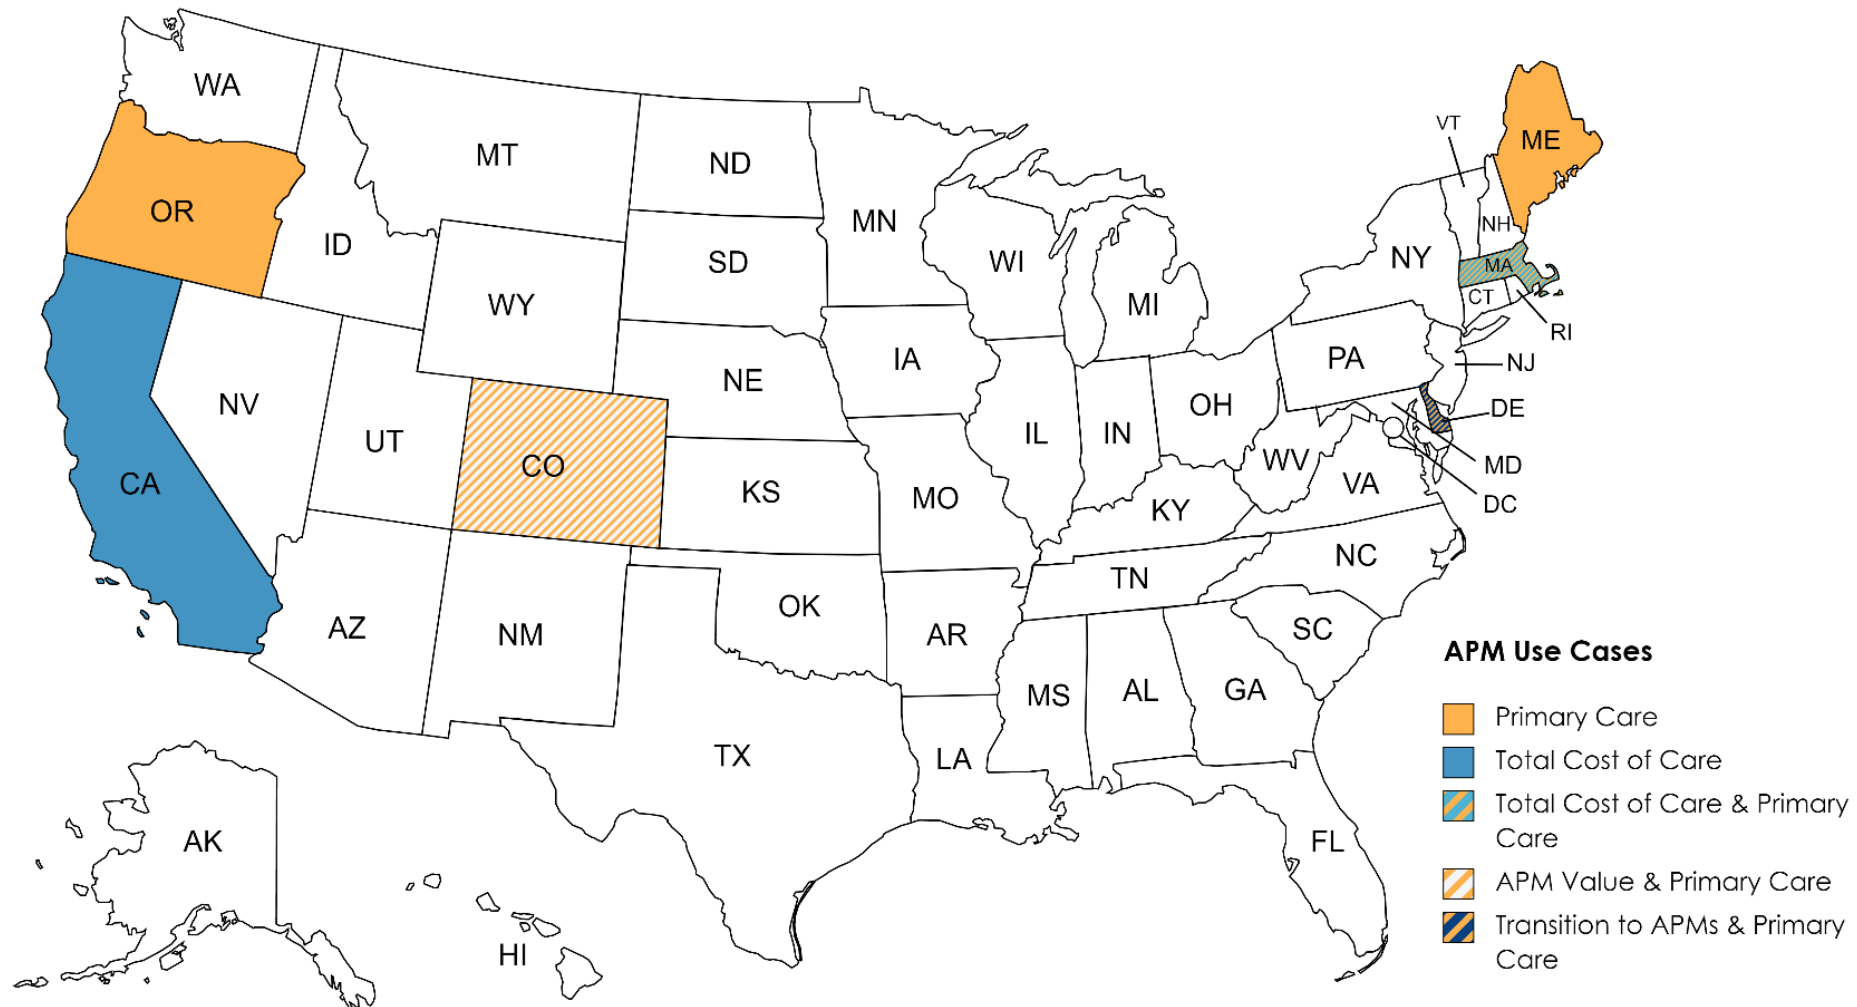 WA
MT
ND
MN
VT
ME
OR
ID
SD
WI
MI
NY
NH
MA
CT
RI
WY
IA
PA
NJ
NV
UT
CO
NE
IL
IN
OH
DE
MD
DC
CA
KS
MO
WV
VA
KY
AZ
NM
OK
AR
TN
NC
SC
TX
LA
MS
AL
GA
FL
AK
HI
APM Use Cases
Primary Care
Total Cost of Care
Total Cost of Care & Primary
Care
APM Value & Primary Care
Transition to APMs & Primary
Care